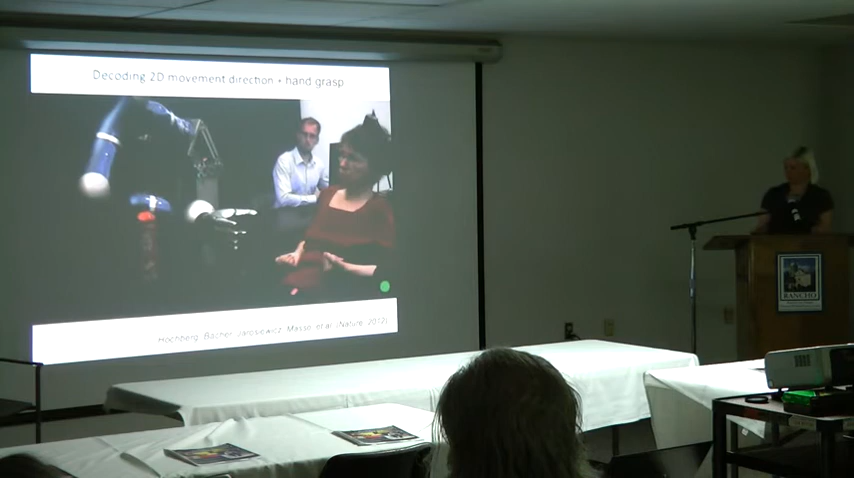 Decoding 2D movement direction + hand grasp
Hochberg, Bacher, Jarosiewicz, Masse, et al. (Nature, 2012)
RANCHO